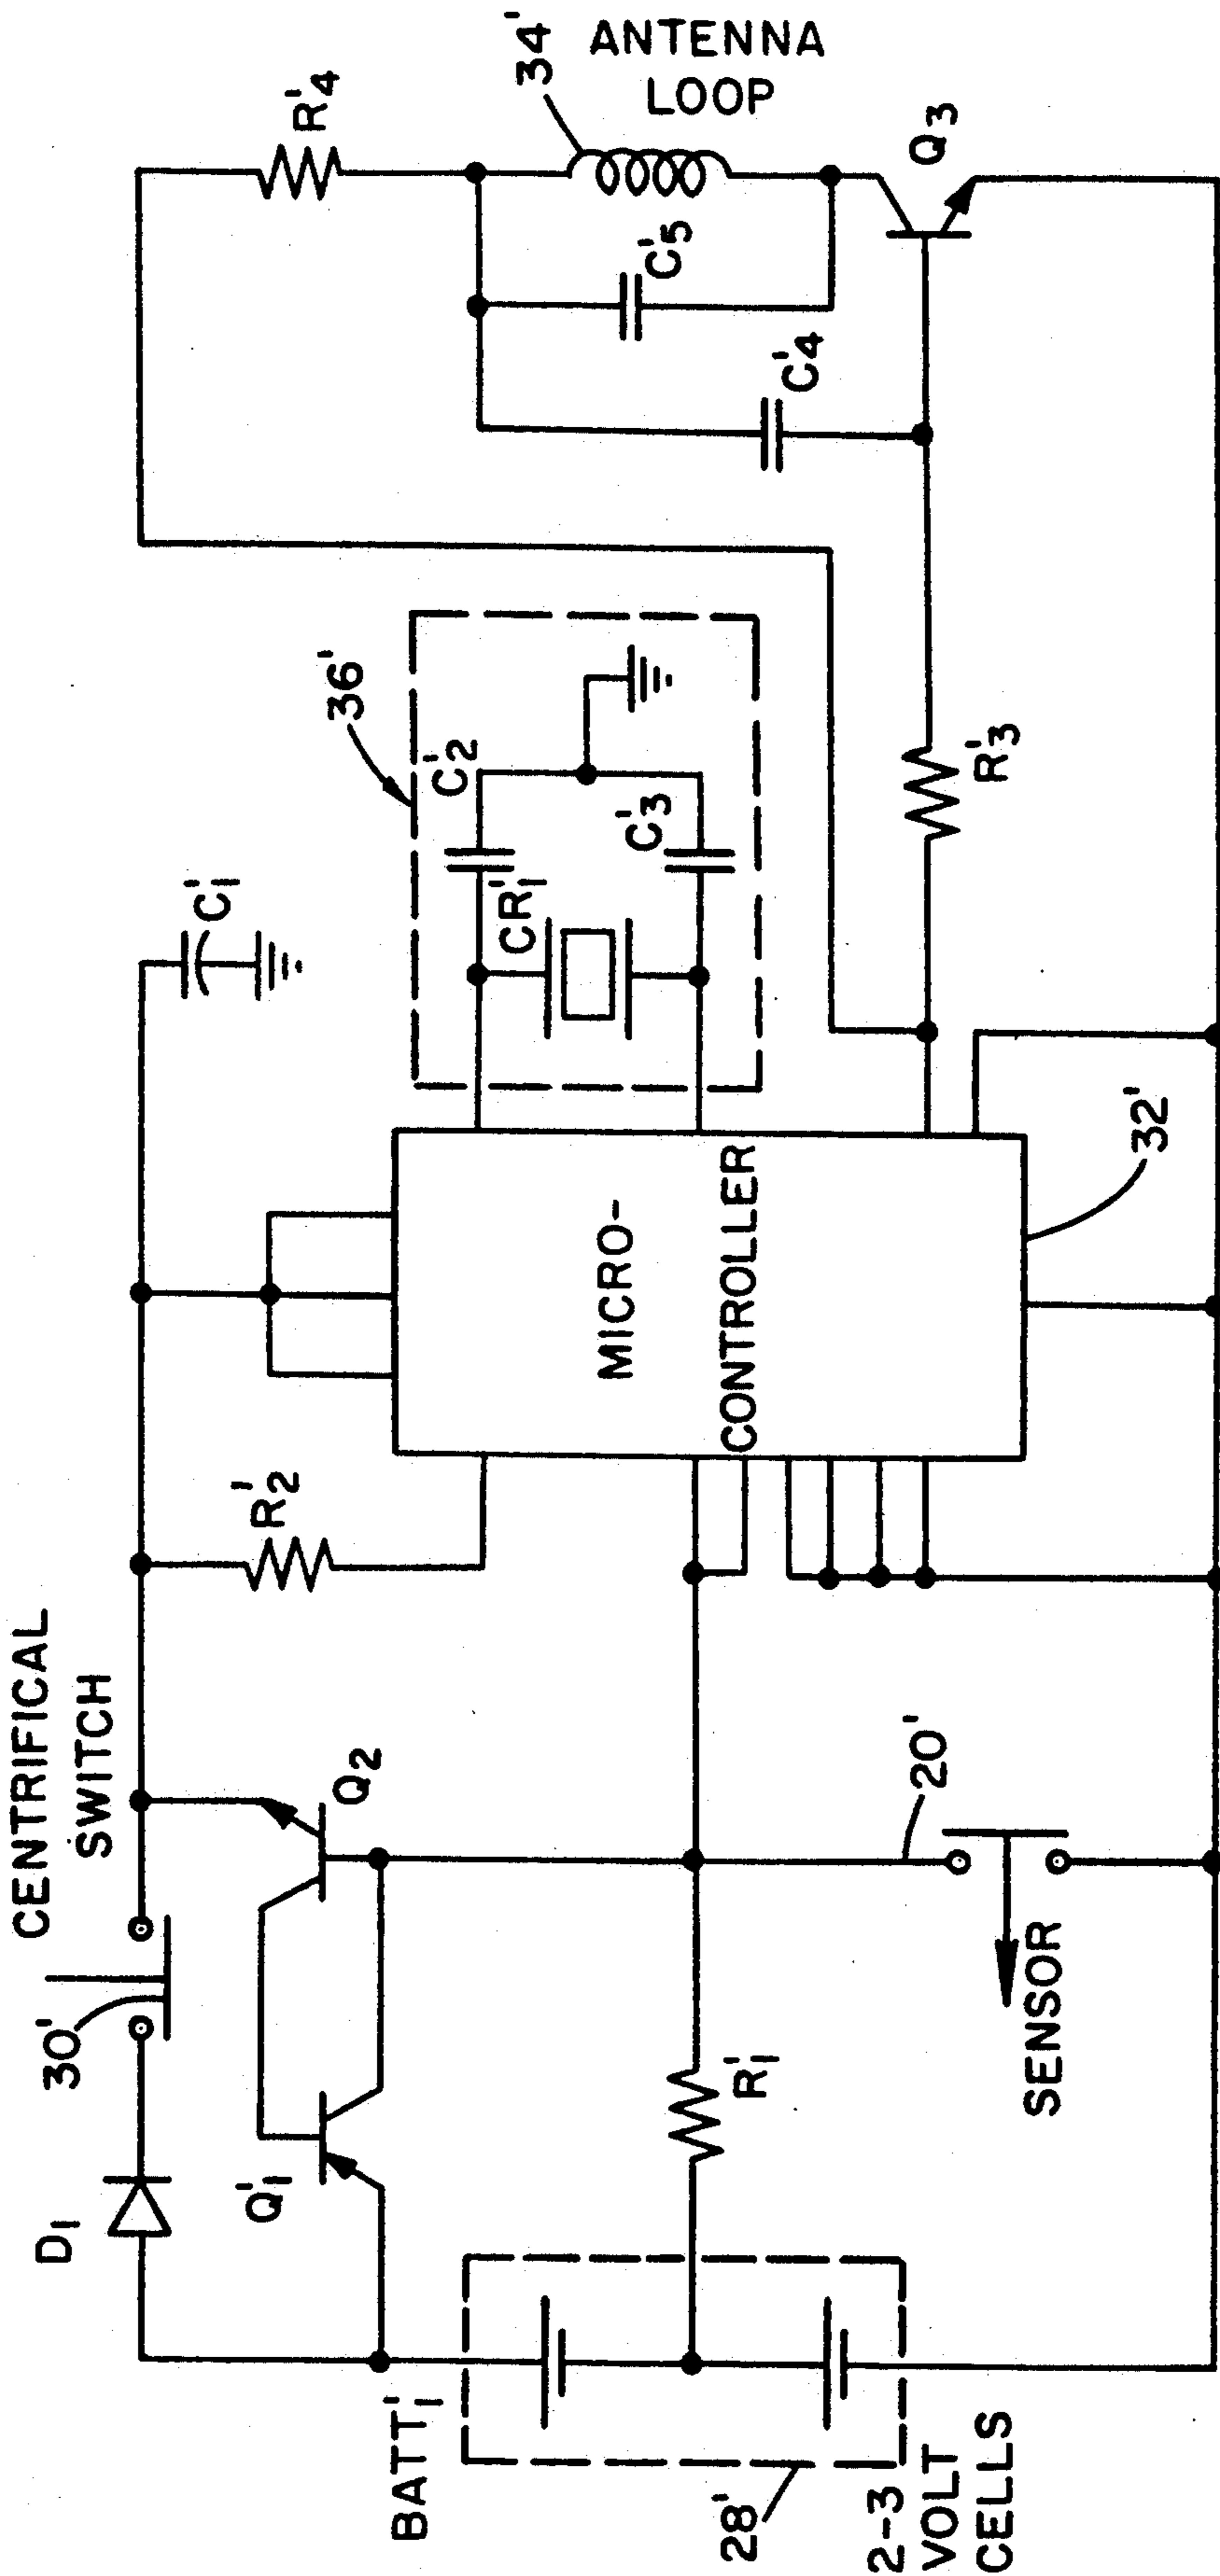 CENTRIFICAL
SWITCH
30'
D1
Q'1
Q2
R'2
C'1
BATT'1
28'
2-3
VOLT
CELLS
R'1
SENSOR
20'
MICRO-
CONTROLLER
32'
36'
C'2
CR'1
C'3
R'3
R'4
34'
ANTENNA
LOOP
C'5
C'4
Q3